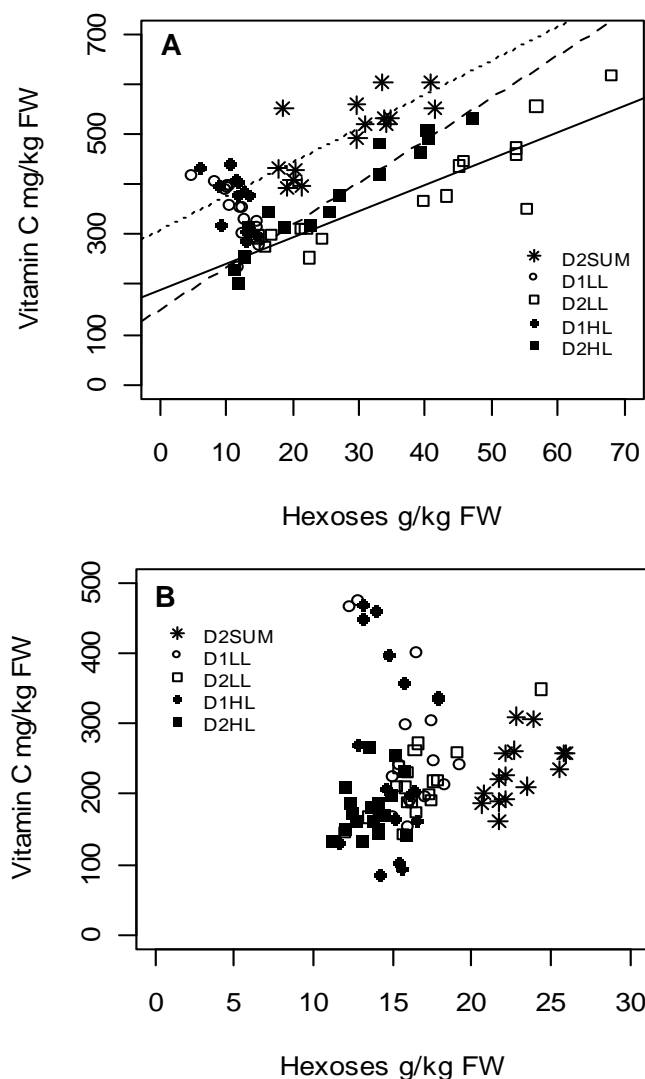 A
Vitamin C mg/kg FW
700
500
300
100
0
D2SUM
D1LL
D2LL
D1HL
D2HL
0 10 20 30 40 50 60 70
Hexoses g/kg FW
B
Vitamin C mg/kg FW
500
400
300
200
100
0
D2SUM
D1LL
D2LL
D1HL
D2HL
0 5 10 15 20 25 30
Hexoses g/kg FW